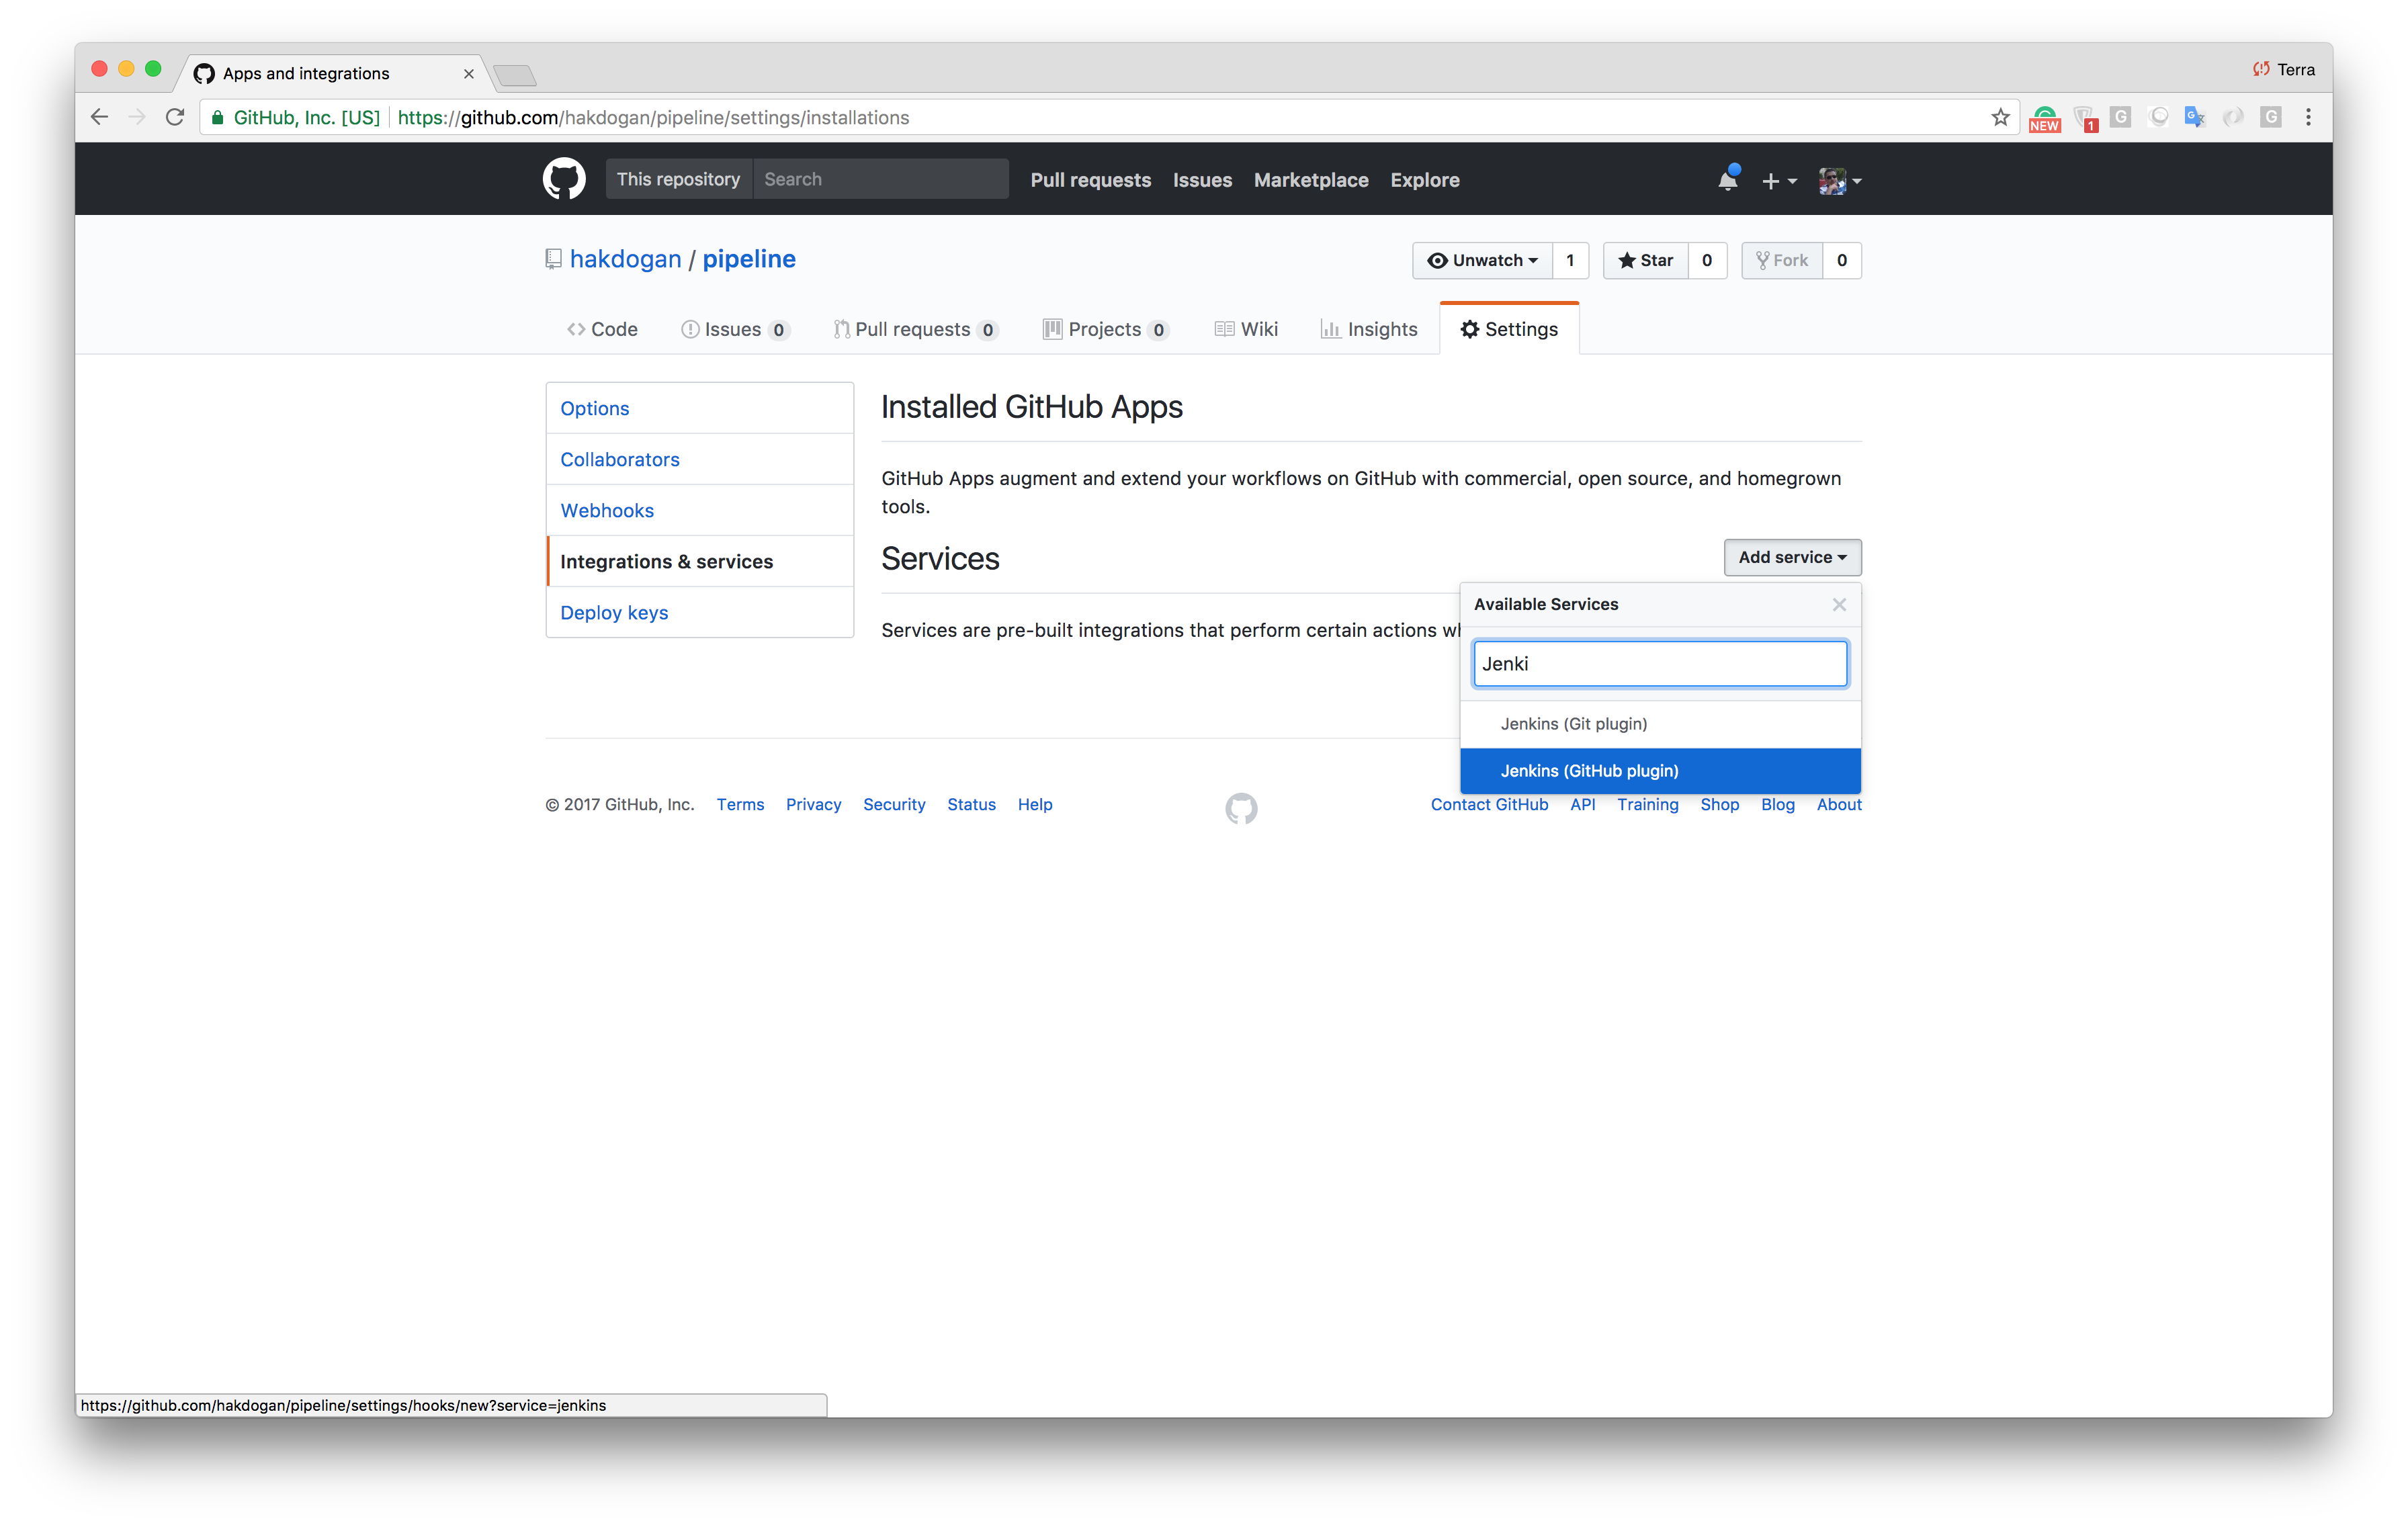 Apps and integrations
Terra
GitHub, Inc. [US] https://github.com/hakdogan/pipeline/settings/installations
NEW 1 G G G
This repository Search Pull requests Issues Marketplace Explore
hakdogan / pipeline
Unwatch 1 Star 0 Fork 0
Code Issues 0 Pull requests 0 Projects 0 Wiki Insights Settings
Options
Collaborators
Webhooks
Integrations & services
Deploy keys
Installed GitHub Apps
GitHub Apps augment and extend your workflows on GitHub with commercial, open source, and homegrown
tools.
Services
Add service
Services are pre-built integrations that perform certain actions
Available Services
Jenki
Jenkins (Git plugin)
Jenkins (GitHub plugin)
© 2017 GitHub, Inc. Terms Privacy Security Status Help
Contact GitHub API Training Shop Blog About
https://github.com/hakdogan/pipeline/settings/hooks/new?service=jenkins